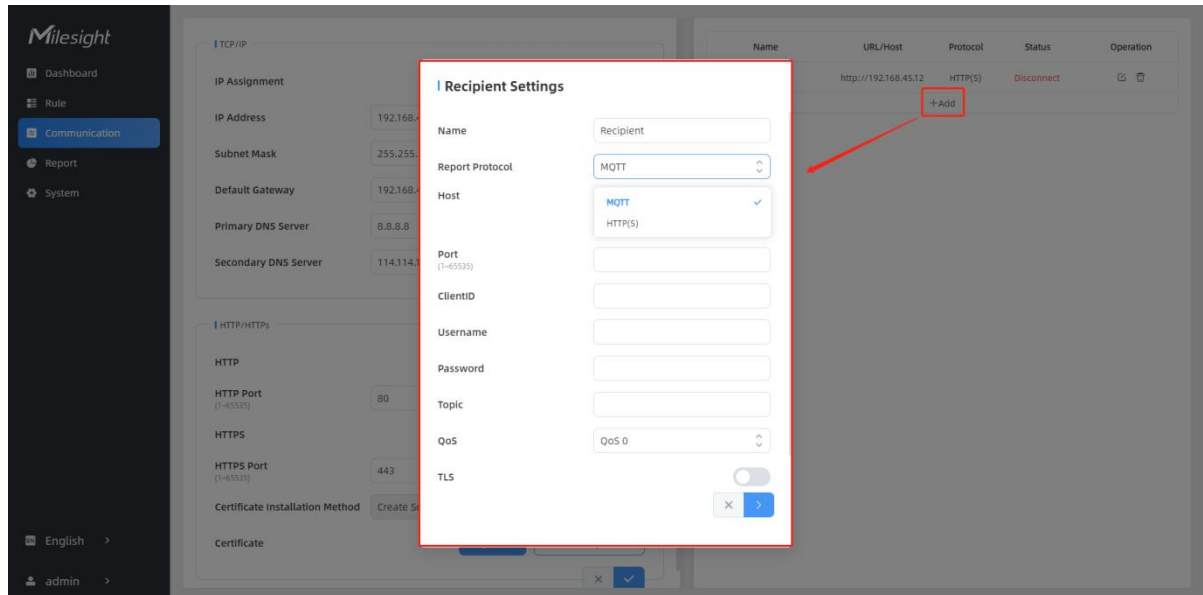 Milesight
Dashboard
Rule
Communication
Report
System
EN English >
admin >
TCP/IP
IP Assignment
IP Address 192.168.
Subnet Mask 255.255.
Default Gateway 192.168.
Primary DNS Server 8.8.8.8
Secondary DNS Server 114.114.1
HTTP/HTTPs
HTTP
HTTP Port 80
(1~65535)
HTTPS
HTTPS Port 443
(1~65535)
Certificate Installation Method Create Se
Certificate
Recipient Settings
Name Recipient
Report Protocol MQTT
Host
MQTT
HTTP(S)
Port
(1~65535)
ClientID
Username
Password
Topic
QoS QoS 0
TLS
Name URL/Host Protocol Status Operation
http://192.168.45.12 HTTP(S) Disconnect
+Add